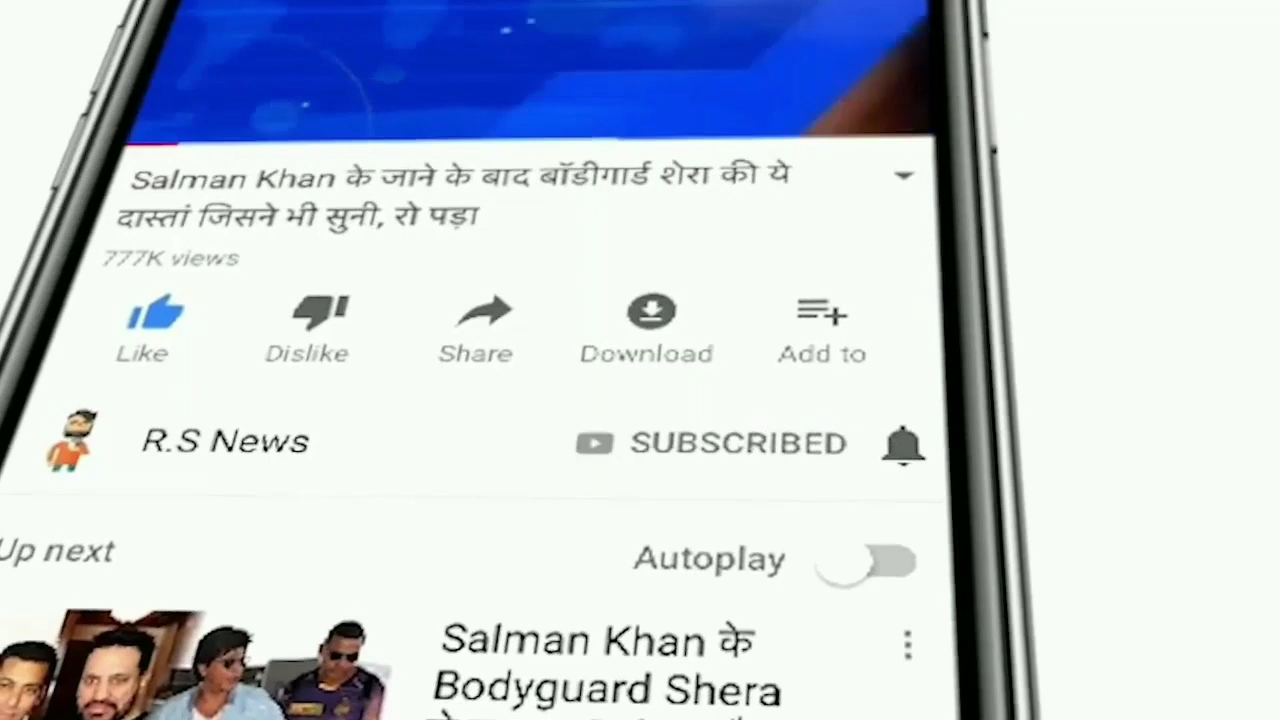 Salman Khan के जाने के बाद बॉडीगार्ड शेरा की ये
दास्तां जिसने भी सुनी, रो पड़ा
777K views
Like Dislike Share Download Add to
R.S News SUBSCRIBED
Up next Autoplay
Salman Khan के
Bodyguard Shera